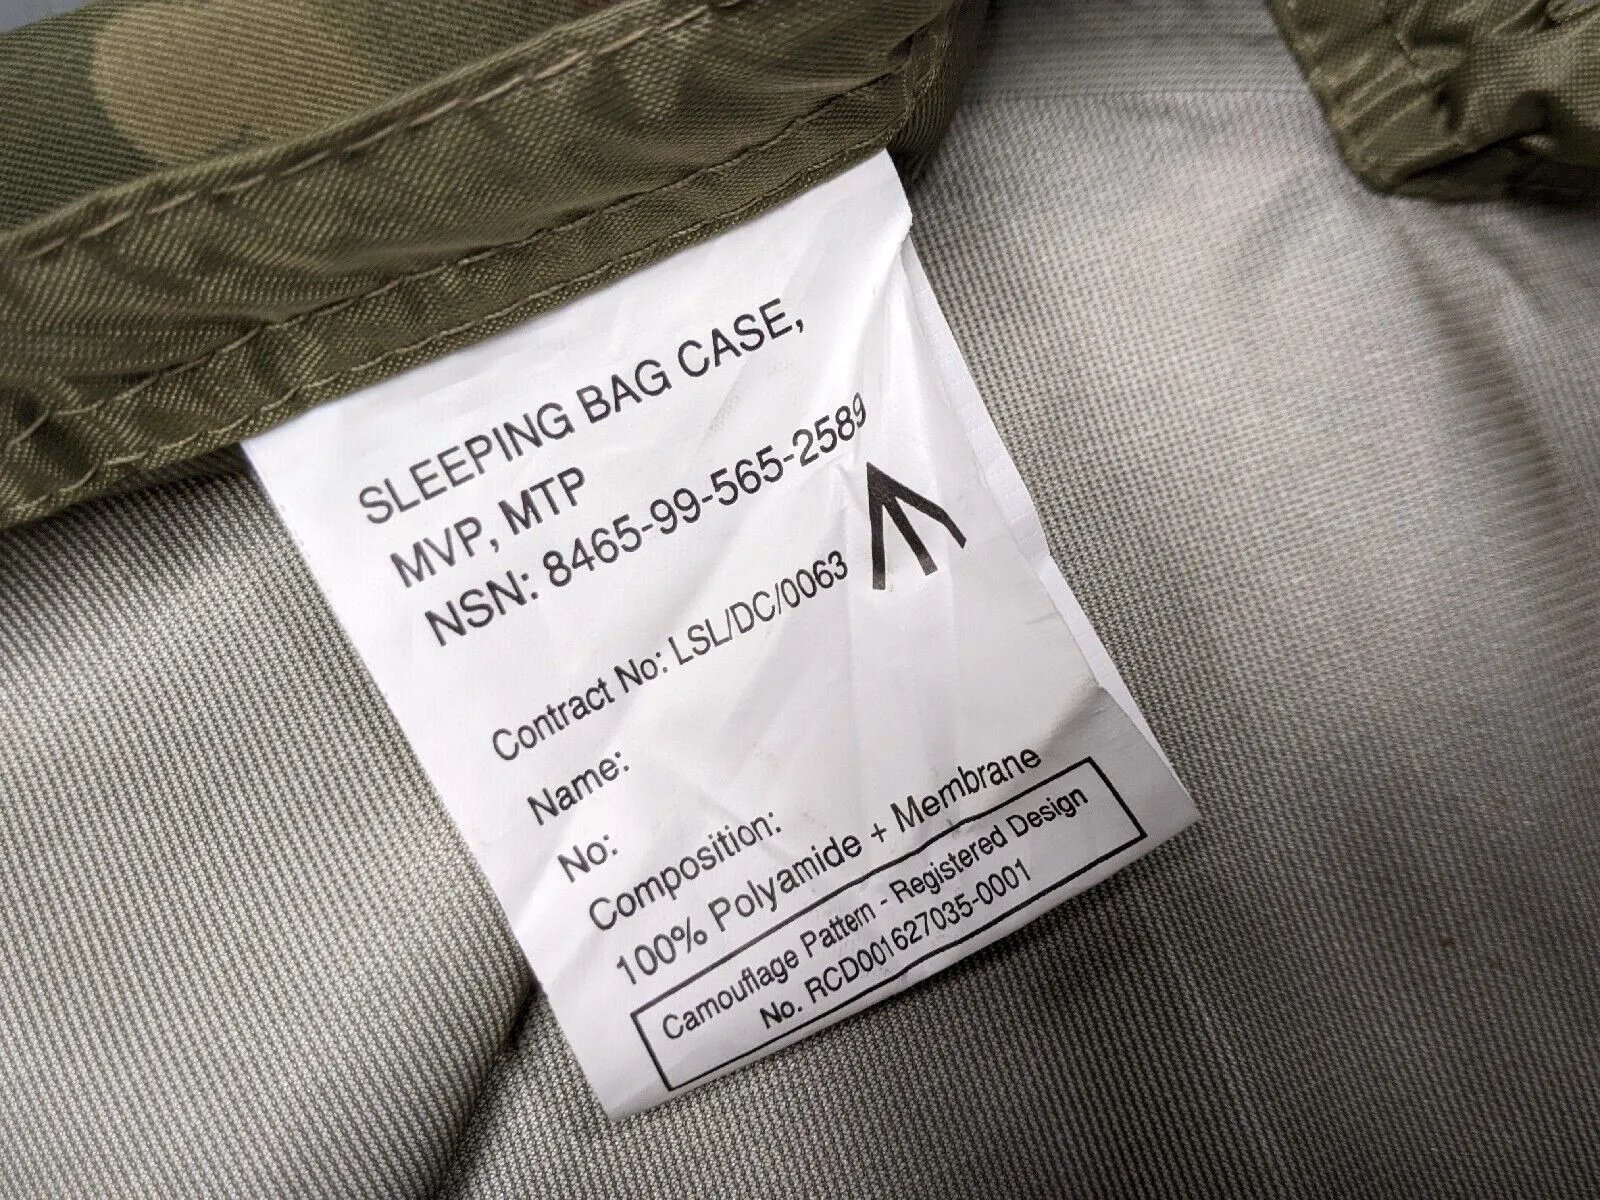 SLEEPING BAG CASE,
MVP, MTP
NSN: 8465-99-565-2589
Contract No: LSL/DC/0063
Name:
No:
Composition:
100% Polyamide + Membrane
Camouflage Pattern - Registered Design
No. RCD001627035-0001